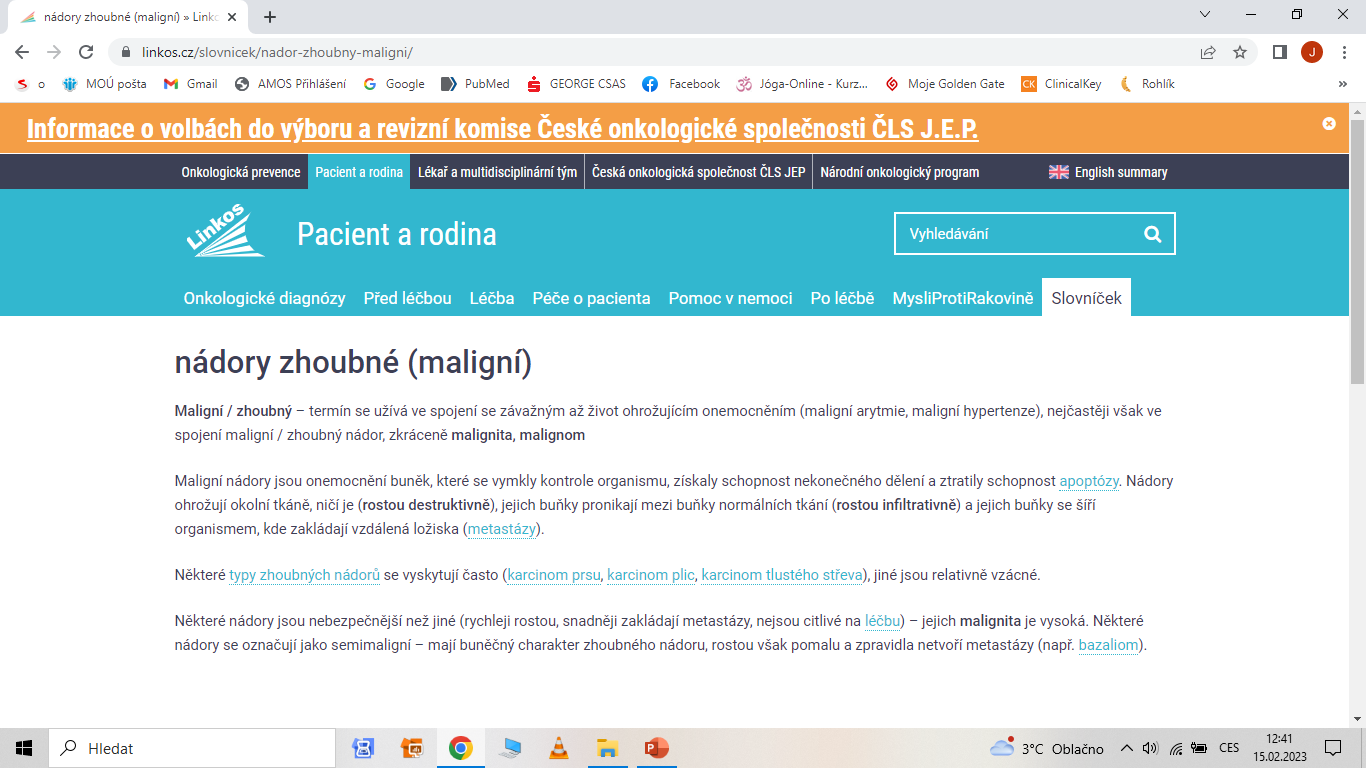 nádory zhoubné (maligní) » Linko
linkos.cz/slovnicek/nador-zhoubny-maligni/
J
o MOÚ pošta Gmail AMOS Přihlášení Google PubMed GEORGE CSAS Facebook Jóga-Online - Kurz... Moje Golden Gate CK ClinicalKey Rohlík »
Informace o volbách do výboru a revizní komise České onkologické společnosti ČLS J.E.P.
Onkologická prevence Pacient a rodina Lékař a multidisciplinární tým Česká onkologická společnost ČLS JEP Národní onkologický program English summary
Linkos Pacient a rodina Vyhledávání
Onkologické diagnózy Před léčbou Léčba Péče o pacienta Pomoc v nemoci Po léčbě MysliProtiRakovině Slovníček
nádory zhoubné (maligní)
Maligní / zhoubný – termín se užívá ve spojení se závažným až život ohrožujícím onemocněním (maligní arytmie, maligní hypertenze), nejčastěji však ve
spojení maligní / zhoubný nádor, zkráceně malignita, malignom
Maligní nádory jsou onemocnění buněk, které se vymkly kontrole organismu, získaly schopnost nekonečného dělení a ztratily schopnost apoptózy. Nádory
ohrožují okolní tkáně, ničí je (rostou destruktivně), jejich buňky pronikají mezi buňky normálních tkání (rostou infiltrativně) a jejich buňky se šíří
organismem, kde zakládají vzdálená ložiska (metastázy).
Některé typy zhoubných nádorů se vyskytují často (karcinom prsu, karcinom plic, karcinom tlustého střeva), jiné jsou relativně vzácné.
Některé nádory jsou nebezpečnější než jiné (rychleji rostou, snadněji zakládají metastázy, nejsou citlivé na léčbu) – jejich malignita je vysoká. Některé
nádory se označují jako semimaligní – mají buněčný charakter zhoubného nádoru, rostou však pomalu a zpravidla netvoří metastázy (např. bazaliom).
Hledat 3°C Oblačno CES 12:41
15.02.2023